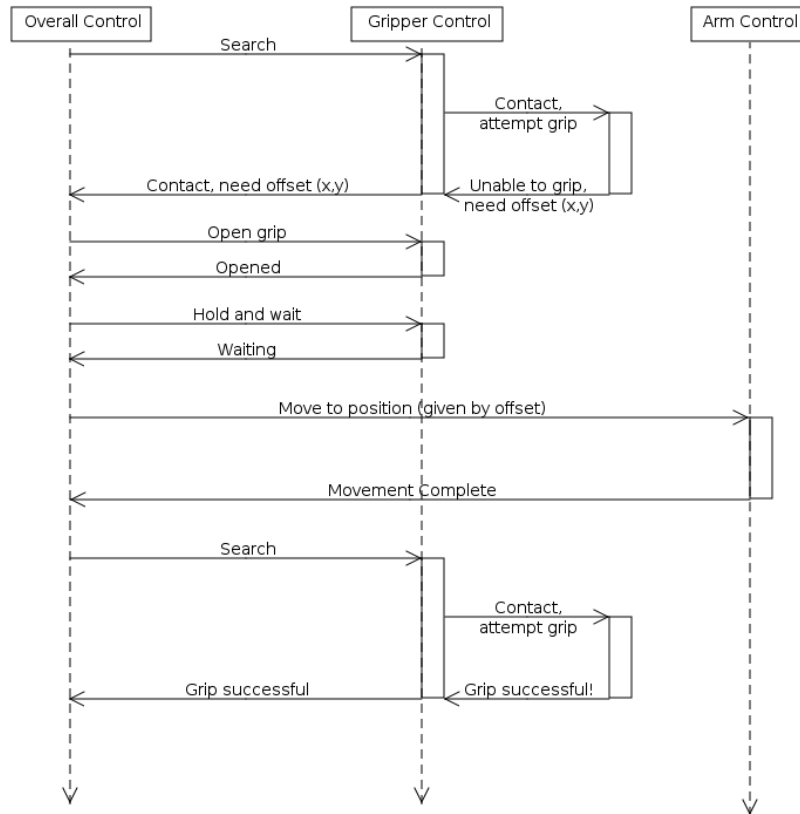 Overall Control
Gripper Control
Arm Control
Search
Contact,
attempt grip
Contact, need offset (x,y)
Unable to grip,
need offset (x,y)
Open grip
Opened
Hold and wait
Waiting
Move to position (given by offset)
Movement Complete
Search
Contact,
attempt grip
Grip successful
Grip successful!